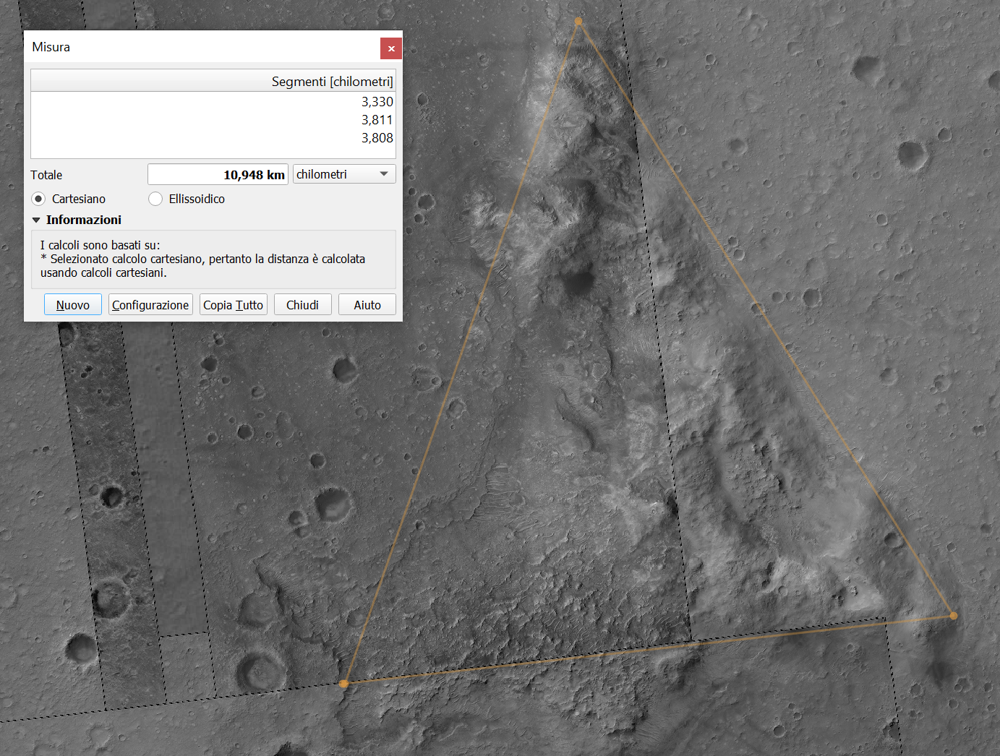 Misura
Segmenti [chilometri]
3,330
3,811
3,808
Totale 10,948 km chilometri
Cartesiano Ellissoidico
Informazioni
I calcoli sono basati su:
* Selezionato calcolo cartesiano, pertanto la distanza è calcolata
usando calcoli cartesiani.
Nuovo Configurazione Copia Tutto Chiudi Aiuto